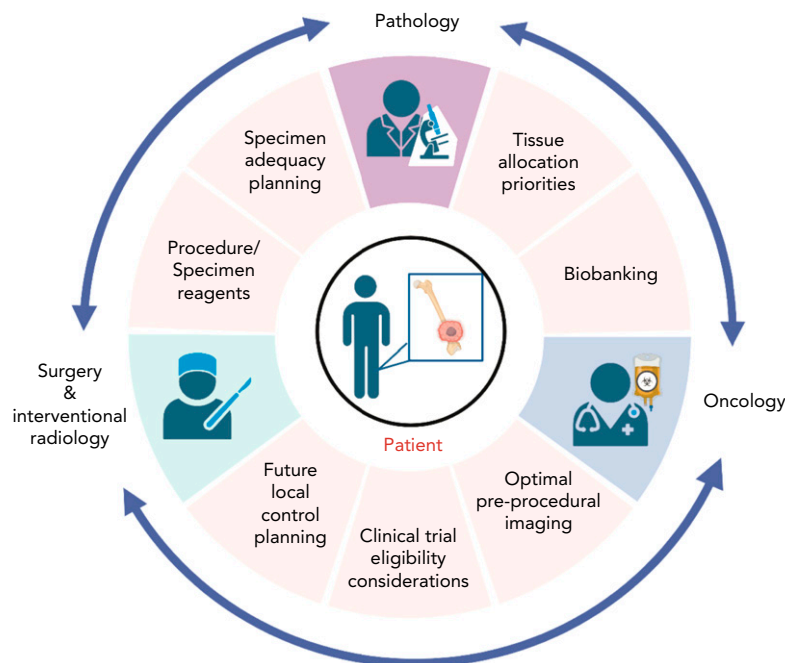 Pathology
Specimen
adequacy
planning
Tissue
allocation
priorities
Procedure/
Specimen
reagents
Biobanking
Surgery
&
interventional
radiology
Oncology
Patient
Future
local
control
planning
Clinical trial
eligibility
considerations
Optimal
pre-procedural
imaging